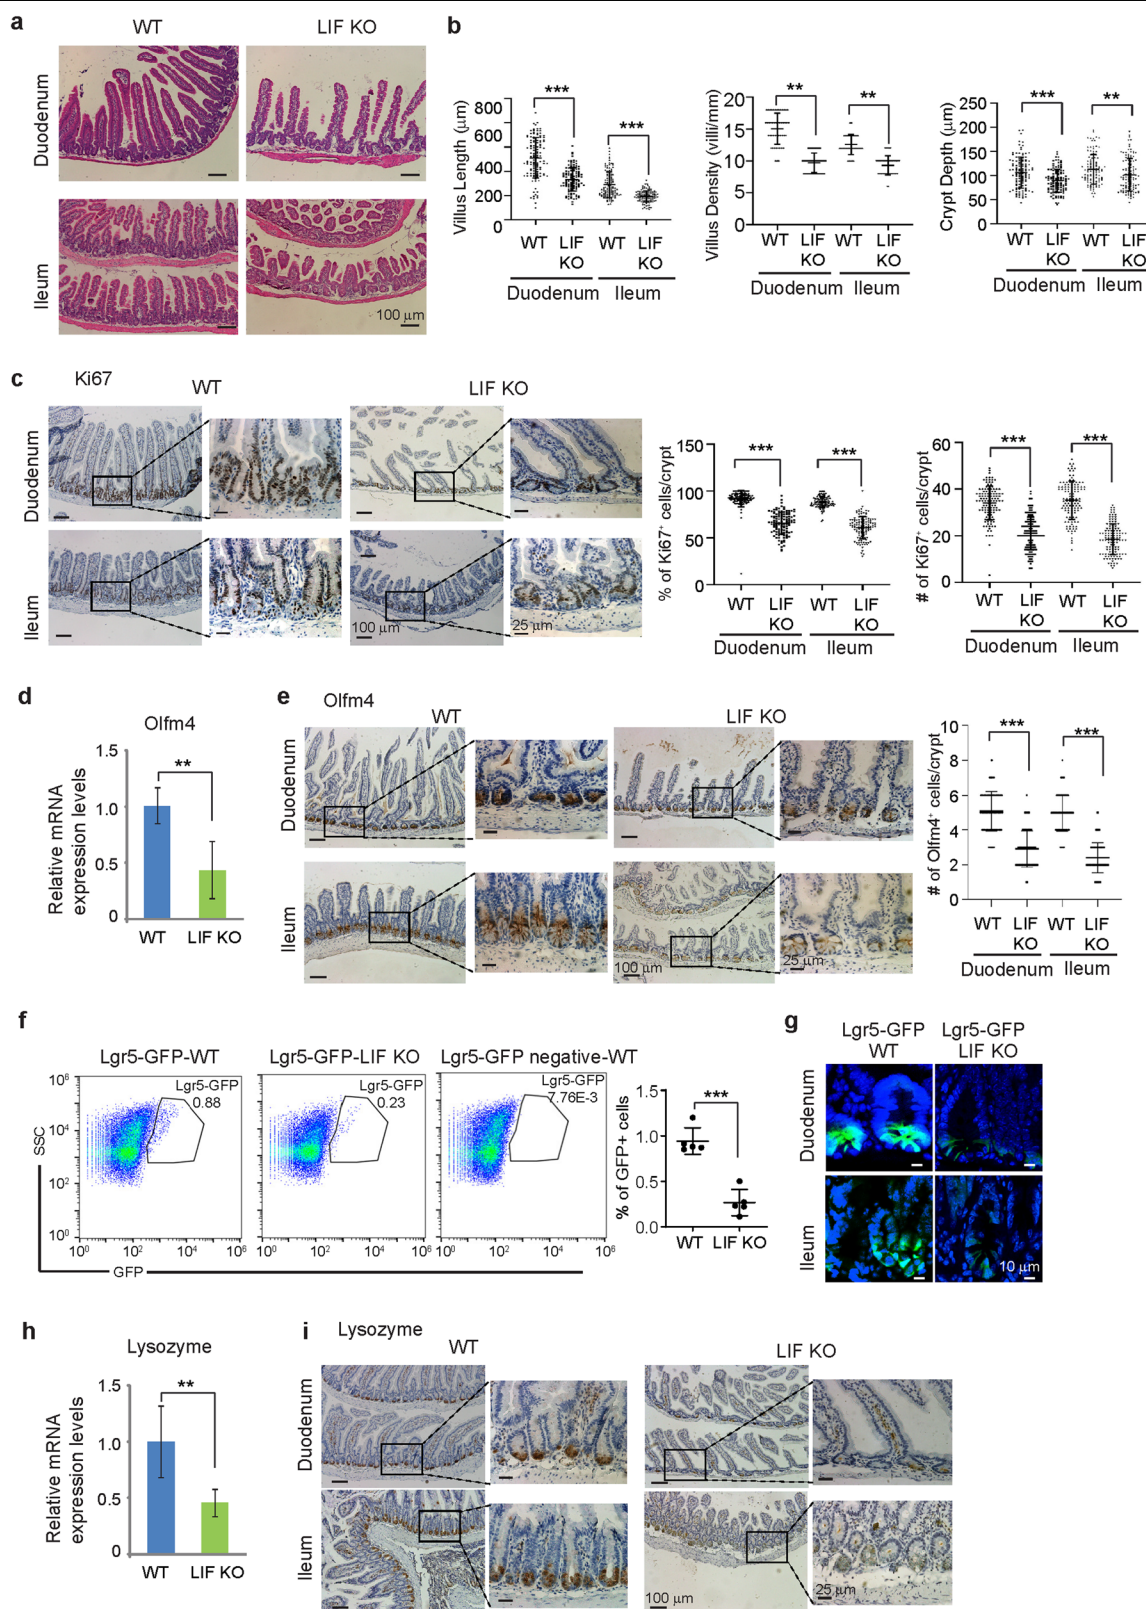 a
WT
LIF KO
Duodenum
Ileum
100 μm
b
Villus Length (μm)
800
600
400
200
0
***
***
WT
LIF KO
WT
LIF KO
Duodenum
Ileum
Villus Density (villi/mm)
20
15
10
5
0
**
**
WT
LIF KO
WT
LIF KO
Duodenum
Ileum
Crypt Depth (μm)
250
200
150
100
50
0
***
**
WT
LIF KO
WT
LIF KO
Duodenum
Ileum
c
Ki67
WT
LIF KO
Duodenum
Ileum
100 μm
25 μm
% of Ki67⁺ cells/crypt
150
100
50
0
***
***
WT
LIF KO
WT
LIF KO
Duodenum
Ileum
# of Ki67⁺ cells/crypt
60
40
20
0
***
***
WT
LIF KO
WT
LIF KO
Duodenum
Ileum
d
Olfm4
Relative mRNA
expression levels
1.5
1.0
0.5
0
**
WT
LIF KO
e
Olfm4
WT
LIF KO
Duodenum
Ileum
100 μm
25 μm
# of Olfm4⁺ cells/crypt
10
8
6
4
2
0
***
***
WT
LIF KO
WT
LIF KO
Duodenum
Ileum
f
Lgr5-GFP-WT
Lgr5-GFP-LIF KO
Lgr5-GFP negative-WT
Lgr5-GFP
0.88
Lgr5-GFP
0.23
Lgr5-GFP
7.76E-3
SSC
10⁶
10⁴
10²
10⁰
10⁰ 10² 10⁴ 10⁶
10⁰ 10² 10⁴ 10⁶
10⁰ 10² 10⁴ 10⁶
GFP
% of GFP+ cells
1.5
1.0
0.5
0.0
***
WT
LIF KO
g
Lgr5-GFP
WT
Lgr5-GFP
LIF KO
Duodenum
Ileum
10 μm
h
Lysozyme
Relative mRNA
expression levels
1.5
1.0
0.5
0
**
WT
LIF KO
i
Lysozyme
WT
LIF KO
Duodenum
Ileum
100 μm
25 μm